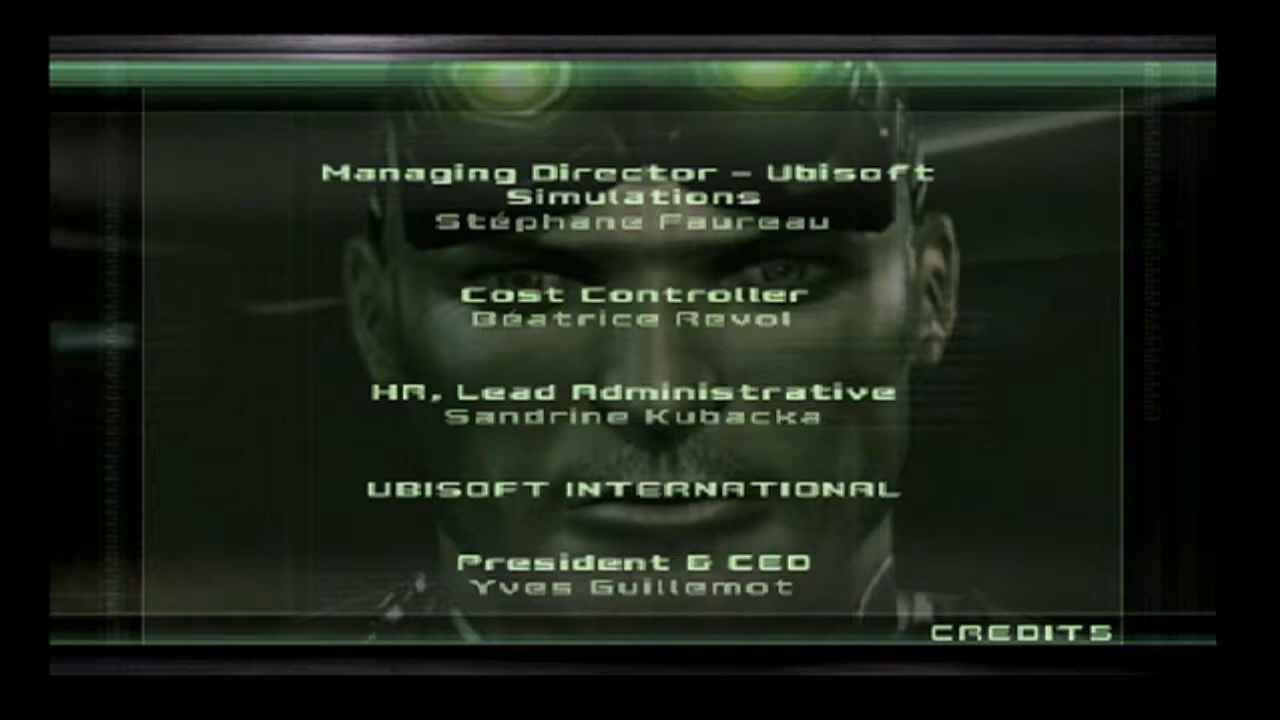 Managing Director - Ubisoft
Simulations
Stéphane Faureau
Cost Controller
Béatrice Revol
HR, Lead Administrative
Sandrine Kubacka
UBISOFT INTERNATIONAL
President & CEO
Yves Guillemot
CREDITS